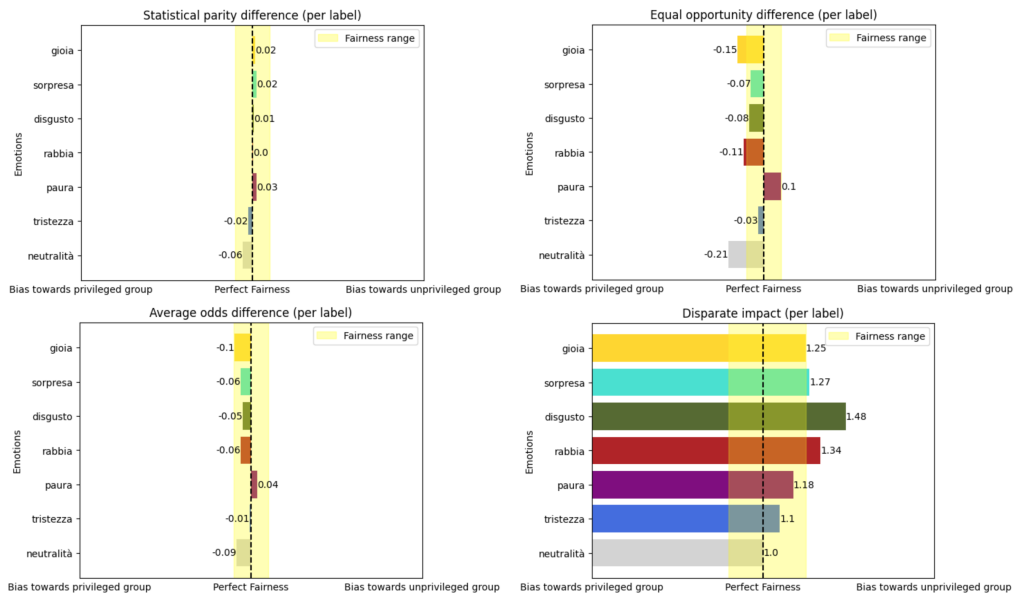 Statistical parity difference (per label)
Fairness range
Emotions
gioia
0.02
sorpresa
0.02
disgusto
0.01
rabbia
0.0
paura
0.03
tristezza
-0.02
neutralità
-0.06
Bias towards privileged group
Perfect Fairness
Bias towards unprivileged group
Equal opportunity difference (per label)
Fairness range
Emotions
gioia
-0.15
sorpresa
-0.07
disgusto
-0.08
rabbia
-0.11
paura
0.1
tristezza
-0.03
neutralità
-0.21
Bias towards privileged group
Perfect Fairness
Bias towards unprivileged group
Average odds difference (per label)
Fairness range
Emotions
gioia
-0.1
sorpresa
-0.06
disgusto
-0.05
rabbia
-0.06
paura
0.04
tristezza
-0.01
neutralità
-0.09
Bias towards privileged group
Perfect Fairness
Bias towards unprivileged group
Disparate impact (per label)
Fairness range
Emotions
gioia
1.25
sorpresa
1.27
disgusto
1.48
rabbia
1.34
paura
1.18
tristezza
1.1
neutralità
1.0
Bias towards privileged group
Perfect Fairness
Bias towards unprivileged group